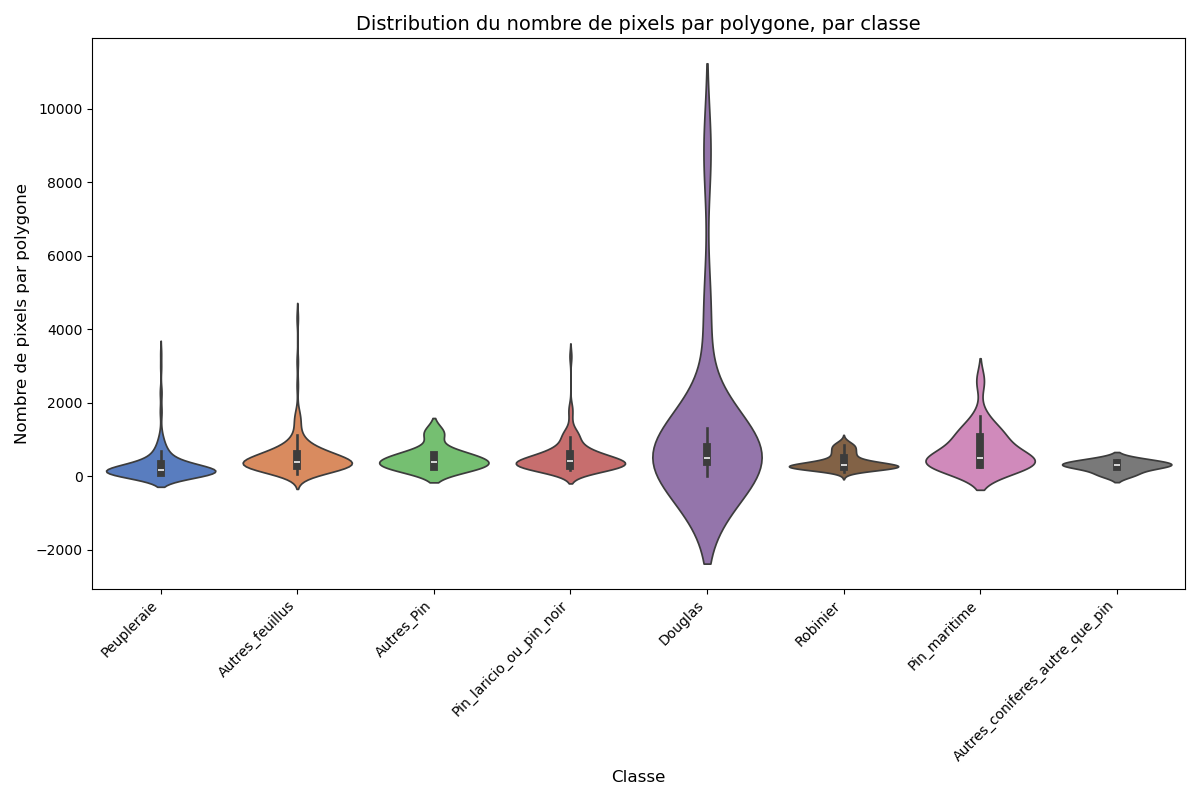 Distribution du nombre de pixels par polygone, par classe
Nombre de pixels par polygone
10000
8000
6000
4000
2000
0
−2000
Peupleraie
Autres_feuillus
Autres_Pin
Pin_laricio_ou_pin_noir
Douglas
Robinier
Pin_maritime
Autres_coniferes_autre_que_pin
Classe